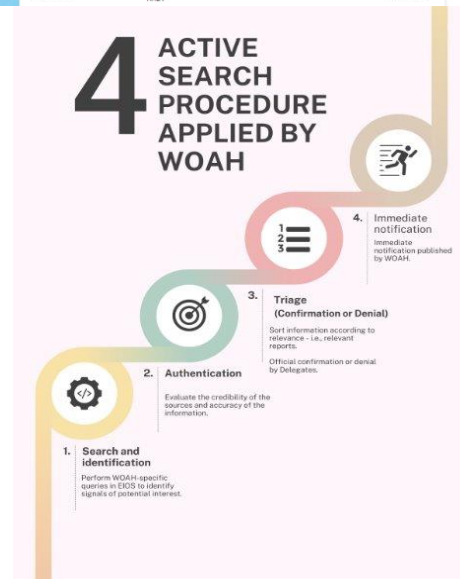 4
ACTIVE
SEARCH
PROCEDURE
APPLIED BY
WOAH
4. Immediate
notification
Immediate
notification published
by WOAH.
1
2
3
3. Triage
(Confirmation or Denial)
Sort information according to
relevance – i.e., relevant
reports.
Official confirmation or denial
by Delegates.
2. Authentication
Evaluate the credibility of the
sources and accuracy of the
information.
</>
1. Search and
identification
Perform WOAH-specific
queries in EIOS to identify
signals of potential interest.